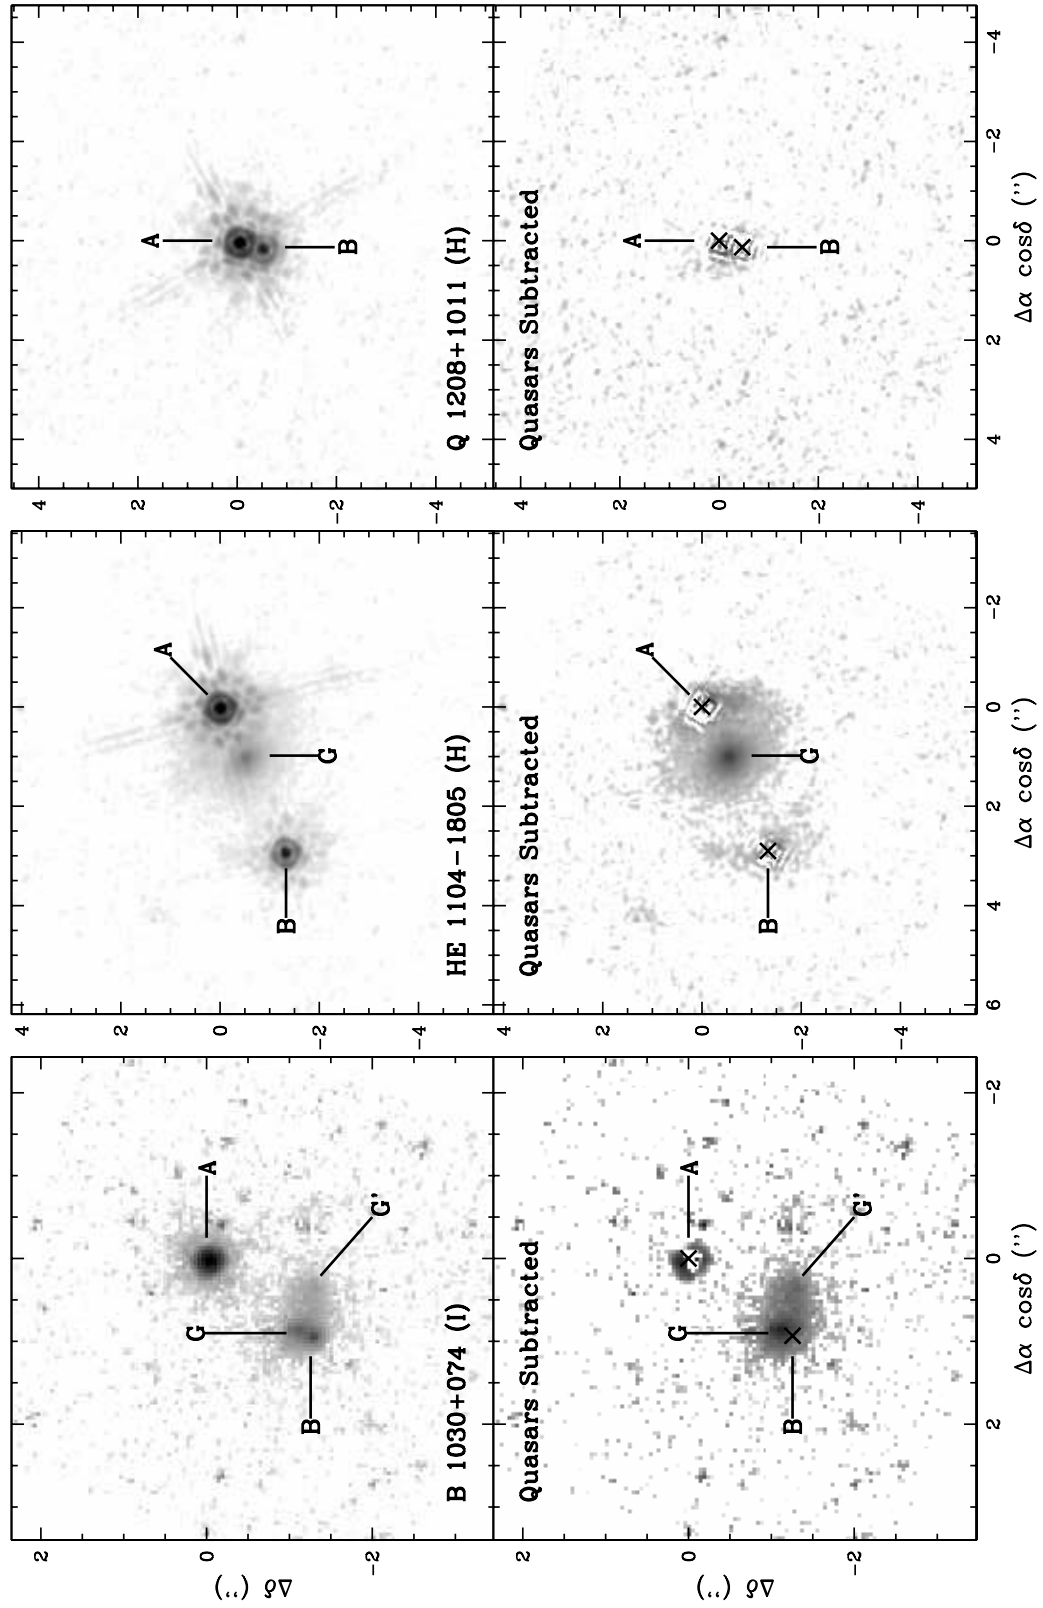 2
0
−2
Δδ (’’)
A
G
B
G’
B 1030+074 (I)
4
2
0
−2
−4
A
G
B
HE 1104−1805 (H)
4
2
0
−2
−4
A
B
Q 1208+1011 (H)
2
0
−2
Δδ (’’)
Quasars Subtracted
A
G
B
G’
2 0 −2
Δα cosδ (’’)
4
2
0
−2
−4
Quasars Subtracted
A
G
B
6 4 2 0 −2
Δα cosδ (’’)
4
2
0
−2
−4
Quasars Subtracted
A
B
4 2 0 −2 −4
Δα cosδ (’’)